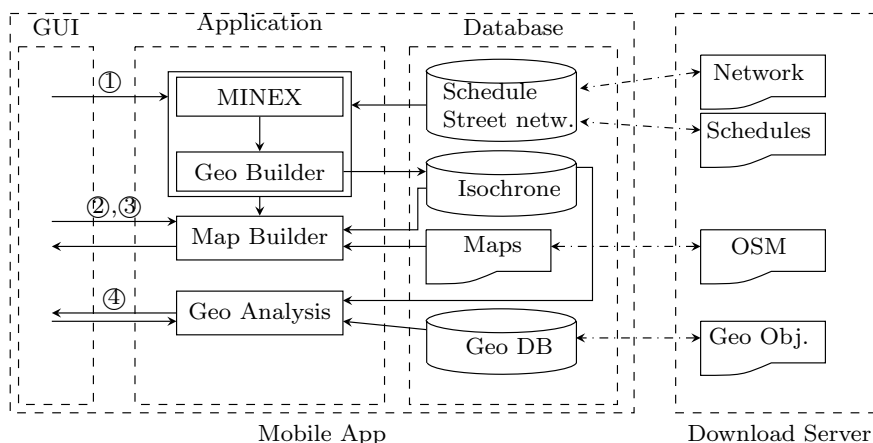 GUI
Application
Database
①
MINEX
Schedule
Street netw.
Network
Schedules
Geo Builder
Isochrone
②,③
Map Builder
Maps
OSM
④
Geo Analysis
Geo DB
Geo Obj.
Mobile App
Download Server